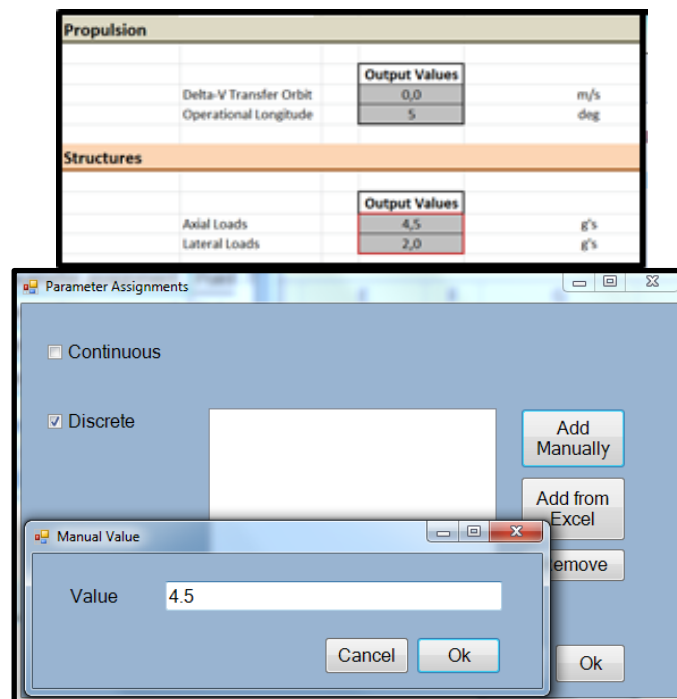 Propulsion
Output Values
Delta-V Transfer Orbit 0,0 m/s
Operational Longitude 5 deg
Structures
Output Values
Axial Loads 4,5 g's
Lateral Loads 2,0 g's
Parameter Assignments
Continuous
Discrete
Add
Manually
Add from
Excel
Manual Value
emove
Value 4.5
Cancel Ok
Ok